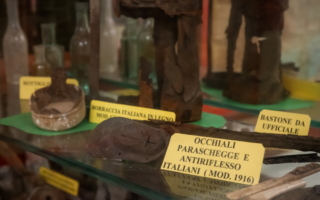 BORRACCIA ITALIANA IN LEGNO
BASTONE DA
UFFICIALE
OCCHIALI
PARASCHEGGE E
ANTIRIFLESSO
ITALIANI ( MOD. 1916)